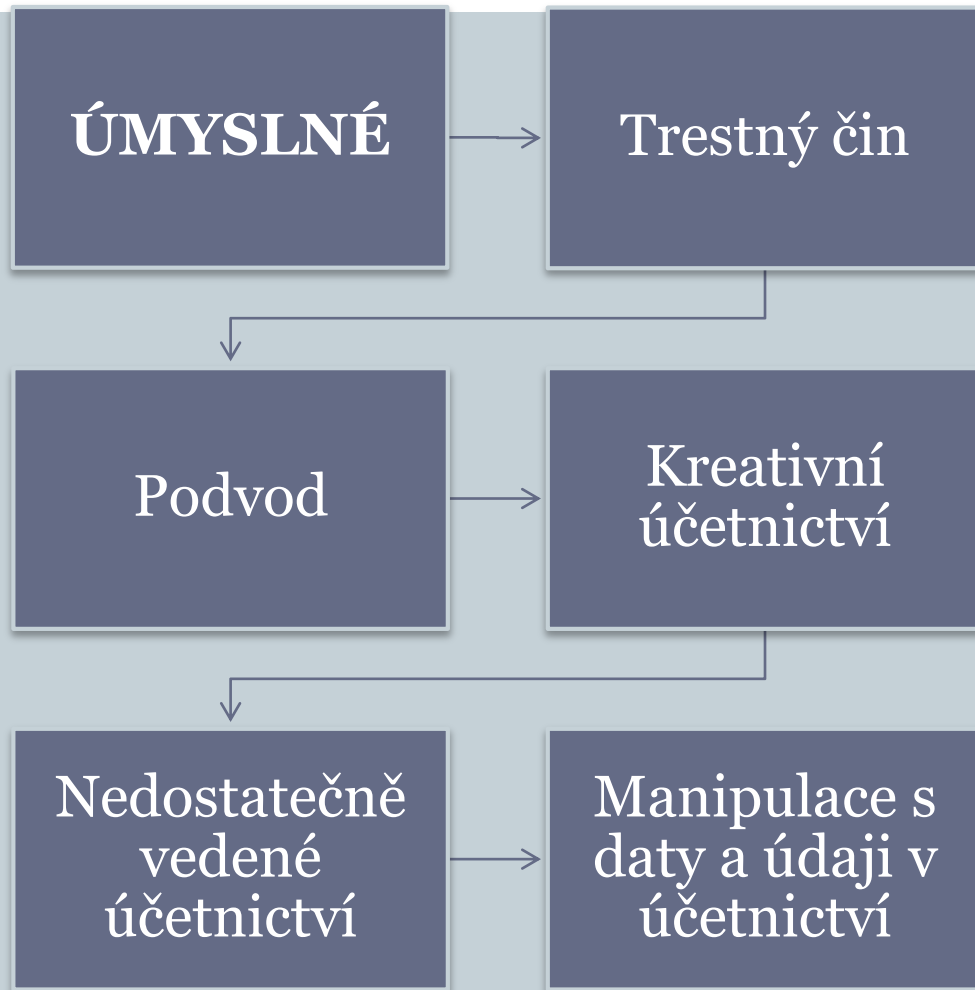 ÚMYSLNÉ
Trestný čin
Podvod
Kreativní
účetnictví
Nedostatečně
vedené
účetnictví
Manipulace s
daty a údaji v
účetnictví